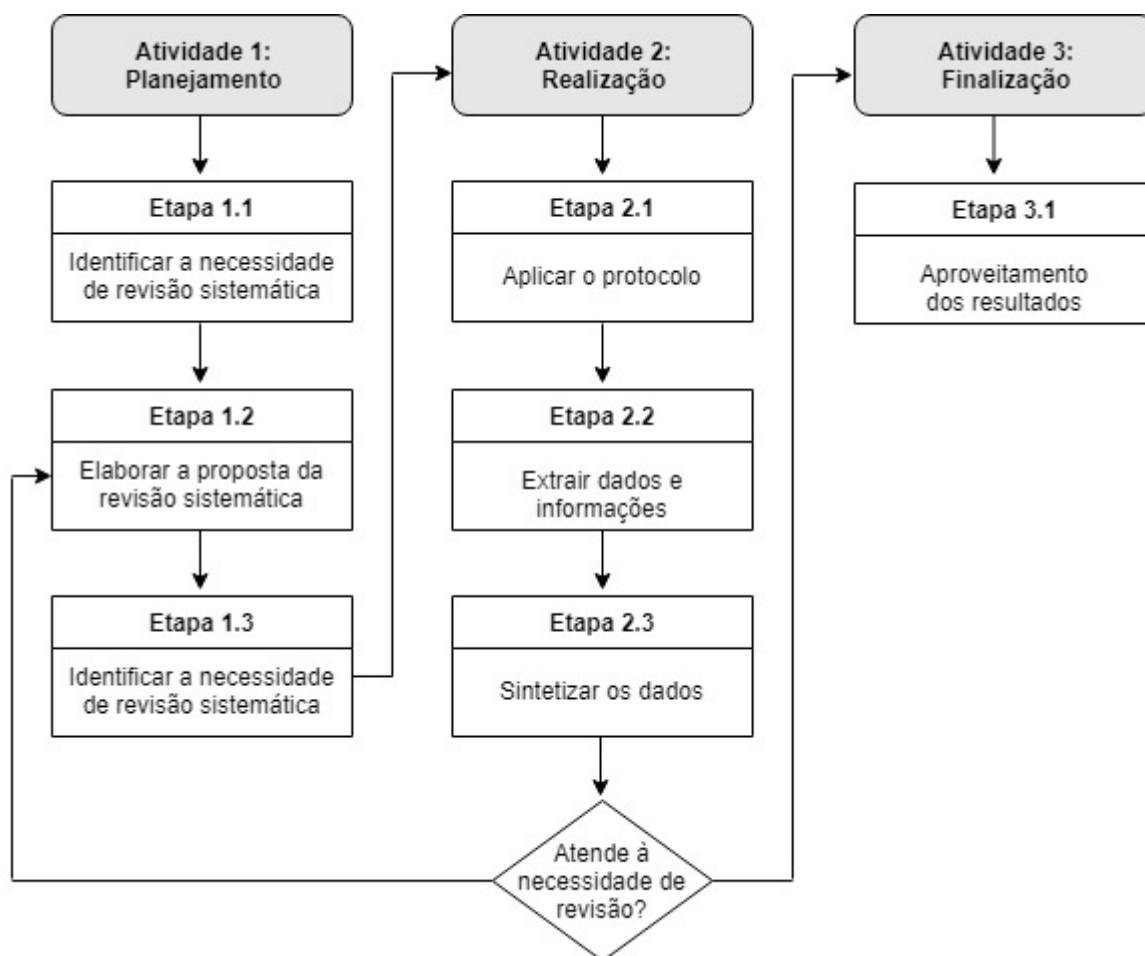 Atividade 1:
Planejamento
Etapa 1.1
Identificar a necessidade
de revisão sistemática
Etapa 1.2
Elaborar a proposta da
revisão sistemática
Etapa 1.3
Identificar a necessidade
de revisão sistemática
Atividade 2:
Realização
Etapa 2.1
Aplicar o protocolo
Etapa 2.2
Extrair dados e
informações
Etapa 2.3
Sintetizar os dados
Atende à
necessidade de
revisão?
Atividade 3:
Finalização
Etapa 3.1
Aproveitamento
dos resultados